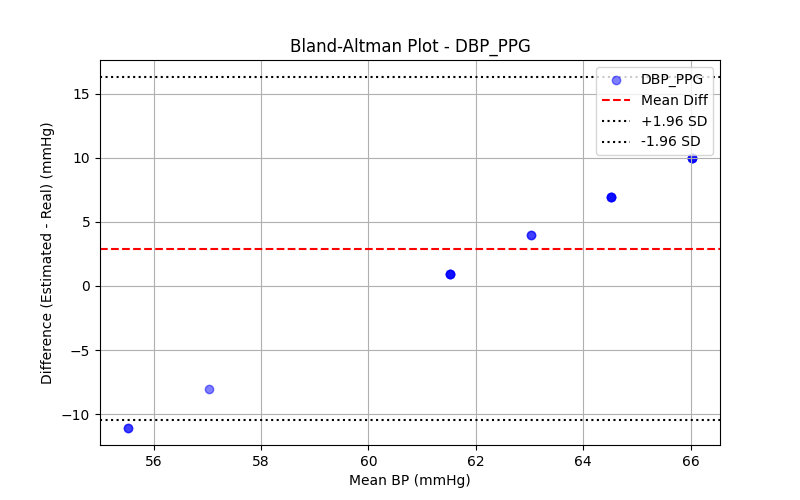 Bland-Altman Plot - DBP_PPG
Difference (Estimated - Real) (mmHg)
15
10
5
0
−5
−10
DBP_PPG
Mean Diff
+1.96 SD
-1.96 SD
56
58
60
62
64
66
Mean BP (mmHg)